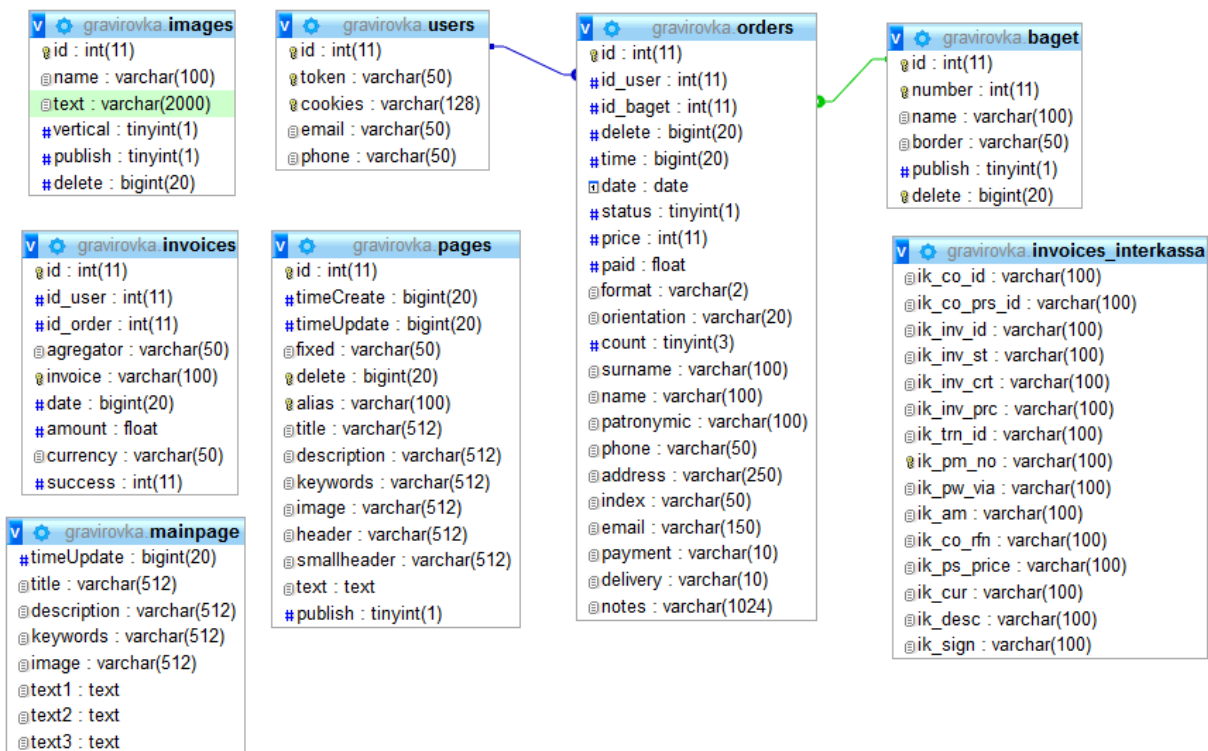 gravirovka.images
id : int(11)
name : varchar(100)
text : varchar(2000)
vertical : tinyint(1)
publish : tinyint(1)
delete : bigint(20)
gravirovka.users
id : int(11)
token : varchar(50)
cookies : varchar(128)
email : varchar(50)
phone : varchar(50)
gravirovka.orders
id : int(11)
id_user : int(11)
id_baget : int(11)
delete : bigint(20)
time : bigint(20)
date : date
status : tinyint(1)
price : int(11)
paid : float
format : varchar(2)
orientation : varchar(20)
count : tinyint(3)
surname : varchar(100)
name : varchar(100)
patronymic : varchar(100)
phone : varchar(50)
address : varchar(250)
index : varchar(50)
email : varchar(150)
payment : varchar(10)
delivery : varchar(10)
notes : varchar(1024)
gravirovka.baget
id : int(11)
number : int(11)
name : varchar(100)
border : varchar(50)
publish : tinyint(1)
delete : bigint(20)
gravirovka.invoices
id : int(11)
id_user : int(11)
id_order : int(11)
agregator : varchar(50)
invoice : varchar(100)
date : bigint(20)
amount : float
currency : varchar(50)
success : int(11)
gravirovka.pages
id : int(11)
timeCreate : bigint(20)
timeUpdate : bigint(20)
fixed : varchar(50)
delete : bigint(20)
alias : varchar(100)
title : varchar(512)
description : varchar(512)
keywords : varchar(512)
image : varchar(512)
header : varchar(512)
smallheader : varchar(512)
text : text
publish : tinyint(1)
gravirovka.invoices_interkassa
ik_co_id : varchar(100)
ik_co_prs_id : varchar(100)
ik_inv_id : varchar(100)
ik_inv_st : varchar(100)
ik_inv_crt : varchar(100)
ik_inv_prc : varchar(100)
ik_trn_id : varchar(100)
ik_pm_no : varchar(100)
ik_pw_via : varchar(100)
ik_am : varchar(100)
ik_co_rfn : varchar(100)
ik_ps_price : varchar(100)
ik_cur : varchar(100)
ik_desc : varchar(100)
ik_sign : varchar(100)
gravirovka.mainpage
timeUpdate : bigint(20)
title : varchar(512)
description : varchar(512)
keywords : varchar(512)
image : varchar(512)
text1 : text
text2 : text
text3 : text